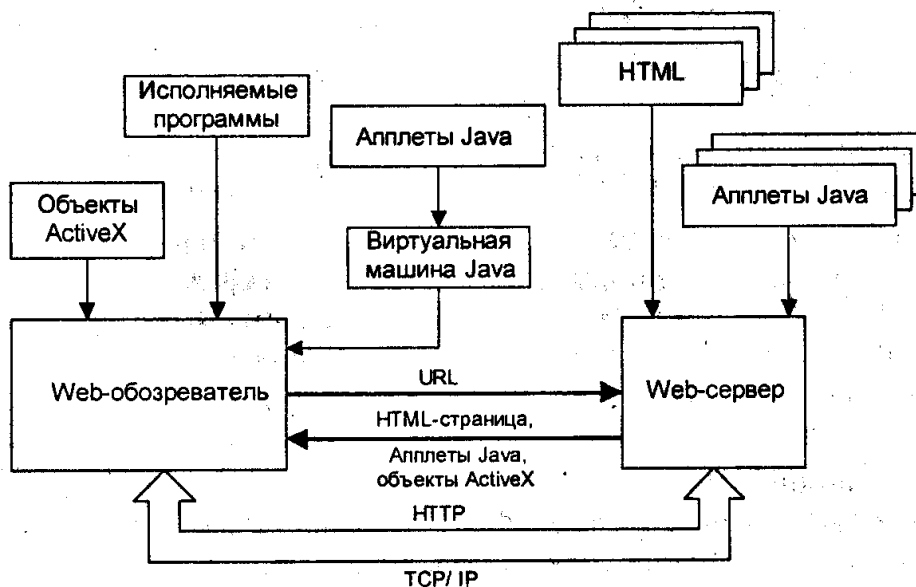 HTML
Исполняемые
программы
Апплеты Java
Апплеты Java
Объекты
ActiveX
Виртуальная
машина Java
Web-обозреватель
URL
Web-сервер
HTML-страница,
Апплеты Java,
объекты ActiveX
HTTP
TCP/ IP